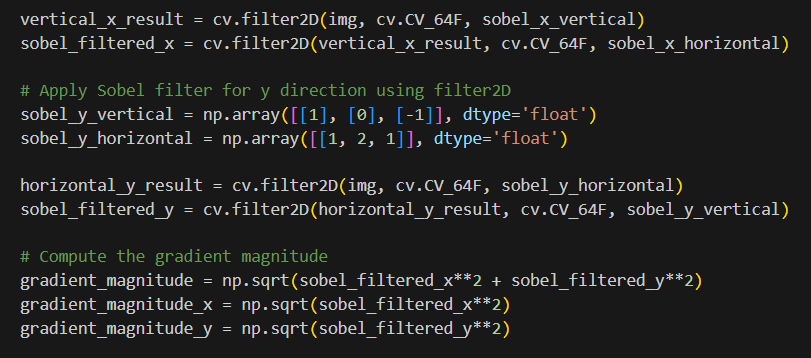 vertical_x_result = cv.filter2D(img, cv.CV_64F, sobel_x_vertical)
sobel_filtered_x = cv.filter2D(vertical_x_result, cv.CV_64F, sobel_x_horizontal)
# Apply Sobel filter for y direction using filter2D
sobel_y_vertical = np.array([[1], [0], [-1]], dtype='float')
sobel_y_horizontal = np.array([[1, 2, 1]], dtype='float')
horizontal_y_result = cv.filter2D(img, cv.CV_64F, sobel_y_horizontal)
sobel_filtered_y = cv.filter2D(horizontal_y_result, cv.CV_64F, sobel_y_vertical)
# Compute the gradient magnitude
gradient_magnitude = np.sqrt(sobel_filtered_x**2 + sobel_filtered_y**2)
gradient_magnitude_x = np.sqrt(sobel_filtered_x**2)
gradient_magnitude_y = np.sqrt(sobel_filtered_y**2)